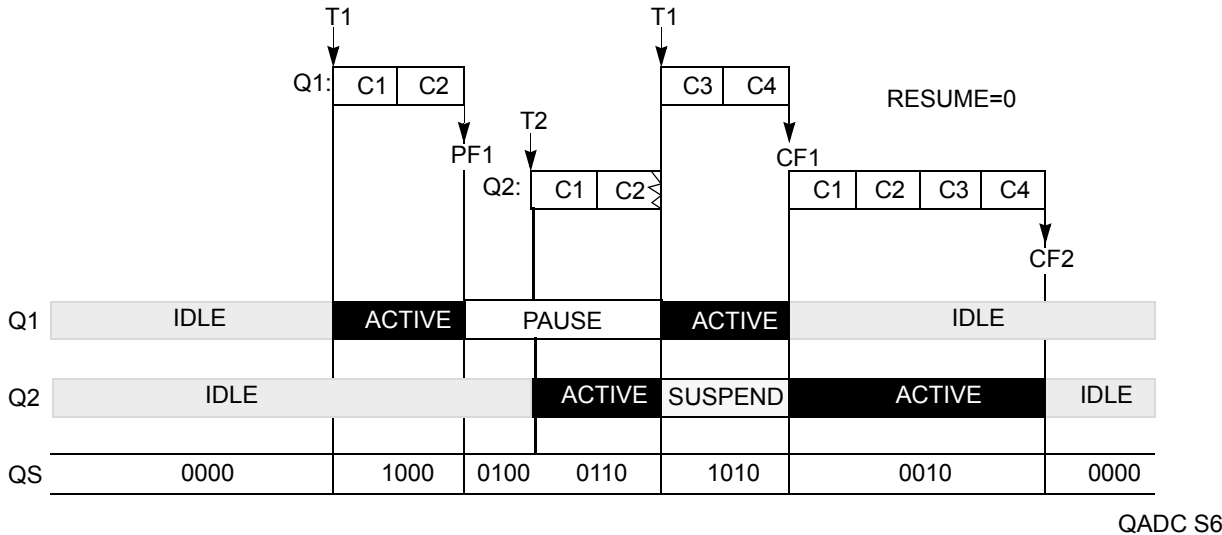 T1 T1
Q1: C1 C2 C3 C4 RESUME=0
T2
PF1 CF1
Q2: C1 C2 C1 C2 C3 C4
CF2
Q1 IDLE ACTIVE PAUSE ACTIVE IDLE
Q2 IDLE ACTIVE SUSPEND ACTIVE IDLE
QS 0000 1000 0100 0110 1010 0010 0000
QADC S6